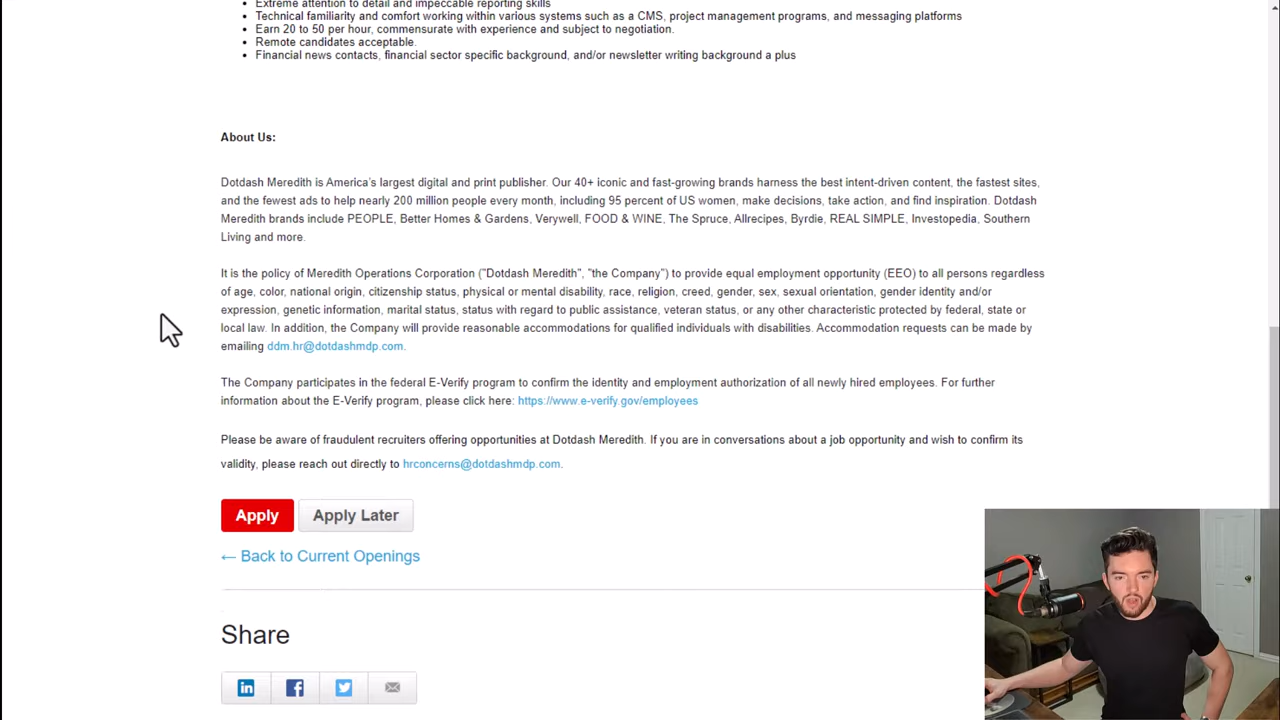 Extreme attention to detail and impeccable reporting skills
Technical familiarity and comfort working within various systems such as a CMS, project management programs, and messaging platforms
Earn 20 to 50 per hour, commensurate with experience and subject to negotiation.
Remote candidates acceptable.
Financial news contacts, financial sector specific background, and/or newsletter writing background a plus
About Us:
Dotdash Meredith is America's largest digital and print publisher. Our 40+ iconic and fast-growing brands harness the best intent-driven content, the fastest sites,
and the fewest ads to help nearly 200 million people every month, including 95 percent of US women, make decisions, take action, and find inspiration. Dotdash
Meredith brands include PEOPLE, Better Homes & Gardens, Verywell, FOOD & WINE, The Spruce, Allrecipes, Byrdie, REAL SIMPLE, Investopedia, Southern
Living and more.
It is the policy of Meredith Operations Corporation ("Dotdash Meredith", "the Company") to provide equal employment opportunity (EEO) to all persons regardless
of age, color, national origin, citizenship status, physical or mental disability, race, religion, creed, gender, sex, sexual orientation, gender identity and/or
expression, genetic information, marital status, status with regard to public assistance, veteran status, or any other characteristic protected by federal, state or
local law. In addition, the Company will provide reasonable accommodations for qualified individuals with disabilities. Accommodation requests can be made by
emailing ddm.hr@dotdashmdp.com.
The Company participates in the federal E-Verify program to confirm the identity and employment authorization of all newly hired employees. For further
information about the E-Verify program, please click here: https://www.e-verify.gov/employees
Please be aware of fraudulent recruiters offering opportunities at Dotdash Meredith. If you are in conversations about a job opportunity and wish to confirm its
validity, please reach out directly to hrconcerns@dotdashmdp.com.
Apply Apply Later
← Back to Current Openings
Share
in f